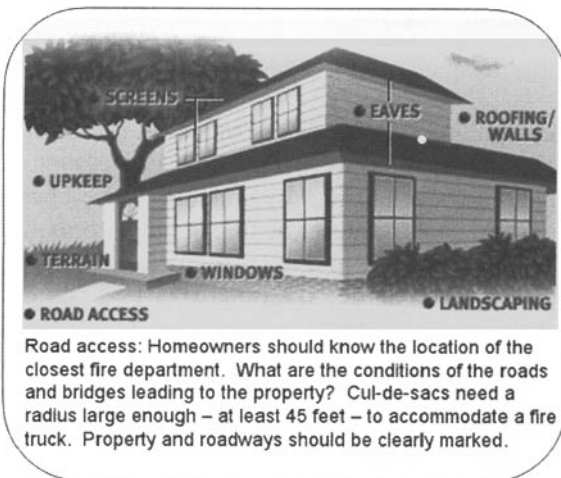 SCREENS
EAVES
ROOFING/
WALLS
UPKEEP
TERRAIN
WINDOWS
LANDSCAPING
ROAD ACCESS
Road access: Homeowners should know the location of the
closest fire department. What are the conditions of the roads
and bridges leading to the property? Cul-de-sacs need a
radius large enough – at least 45 feet – to accommodate a fire
truck. Property and roadways should be clearly marked.